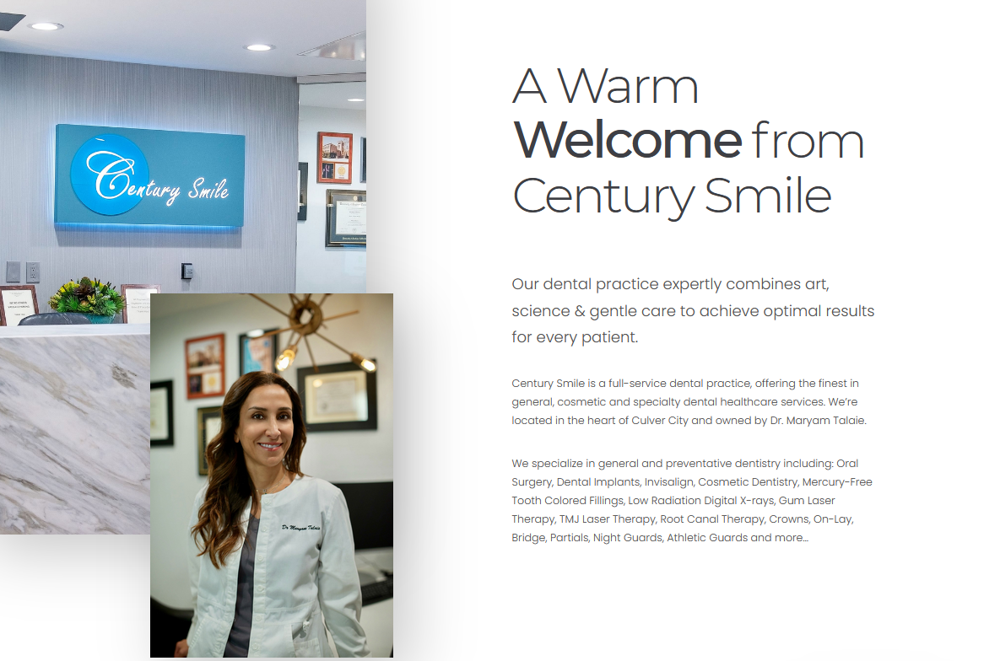 Century Smile
A Warm
Welcome from
Century Smile
Our dental practice expertly combines art,
science & gentle care to achieve optimal results
for every patient.
Century Smile is a full-service dental practice, offering the finest in
general, cosmetic and specialty dental healthcare services. We’re
located in the heart of Culver City and owned by Dr. Maryam Talaie.
We specialize in general and preventative dentistry including: Oral
Surgery, Dental Implants, Invisalign, Cosmetic Dentistry, Mercury-Free
Tooth Colored Fillings, Low Radiation Digital X-rays, Gum Laser
Therapy, TMJ Laser Therapy, Root Canal Therapy, Crowns, On-Lay,
Bridge, Partials, Night Guards, Athletic Guards and more…
Dr Maryam Talaie